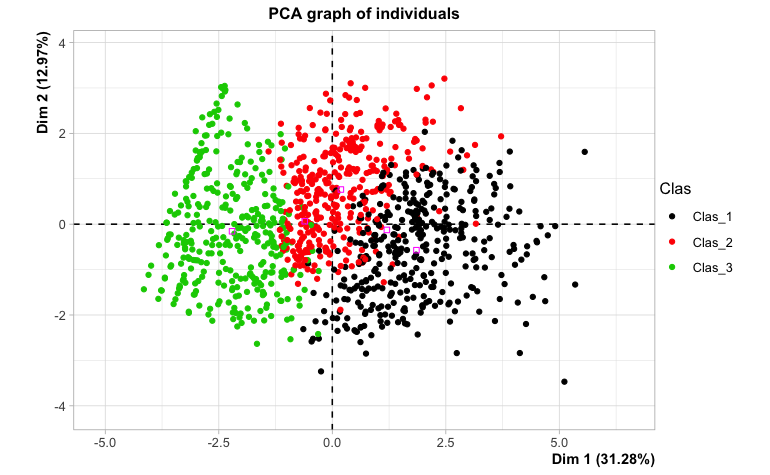 PCA graph of individuals
Dim 2 (12.97%)
4
2
0
-2
-4
-5.0
-2.5
0.0
2.5
5.0
Dim 1 (31.28%)
Clas
Clas_1
Clas_2
Clas_3